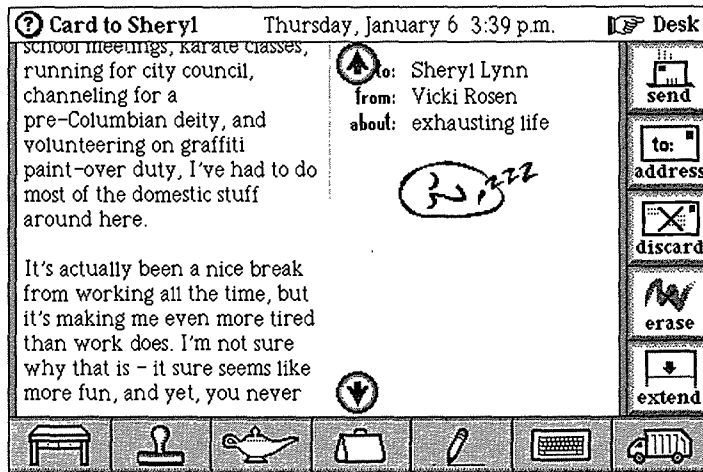 ? Card to Sheryl
Thursday, January 6 3:39 p.m.
Desk
school meetings, karate classes,
running for city council,
channeling for a
pre-Columbian deity, and
volunteering on graffiti
paint-over duty, I've had to do
most of the domestic stuff
around here.
It's actually been a nice break
from working all the time, but
it's making me even more tired
than work does. I'm not sure
why that is – it sure seems like
more fun, and yet, you never
to: Sheryl Lynn
from: Vicki Rosen
about: exhausting life
zzz
send
to:
address
discard
erase
extend